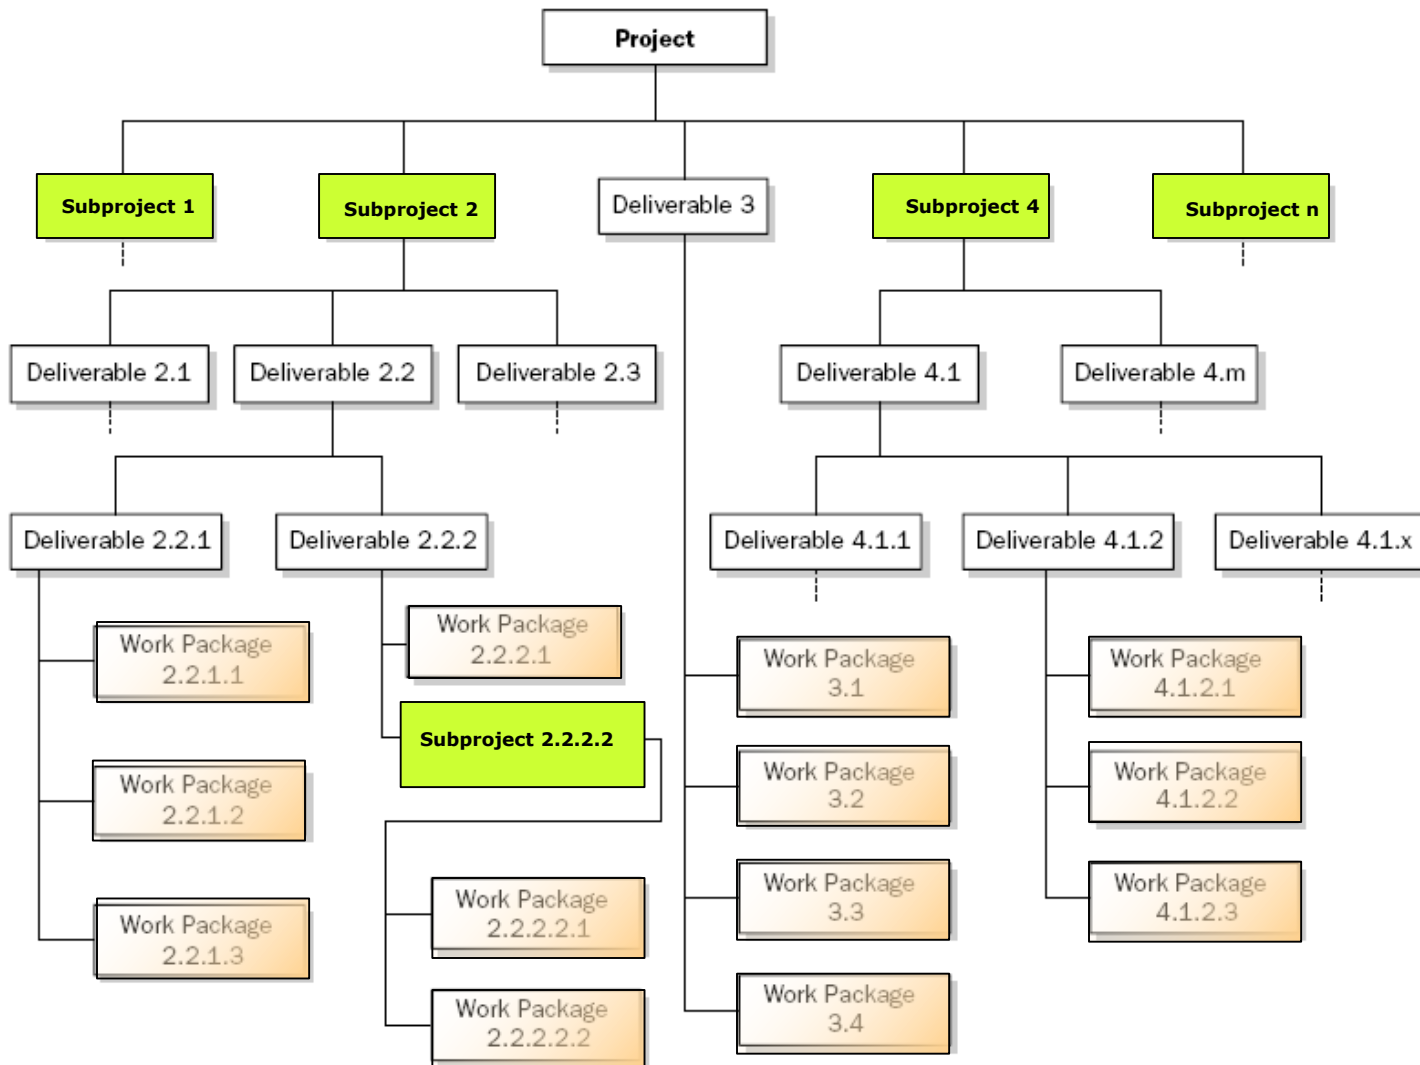 Project
Subproject 1
Subproject 2
Deliverable 3
Subproject 4
Subproject n
Deliverable 2.1
Deliverable 2.2
Deliverable 2.3
Deliverable 4.1
Deliverable 4.m
Deliverable 2.2.1
Deliverable 2.2.2
Deliverable 4.1.1
Deliverable 4.1.2
Deliverable 4.1.x
Work Package
2.2.1.1
Work Package
2.2.1.2
Work Package
2.2.1.3
Work Package
2.2.2.1
Subproject 2.2.2.2
Work Package
2.2.2.2.1
Work Package
2.2.2.2.2
Work Package
3.1
Work Package
3.2
Work Package
3.3
Work Package
3.4
Work Package
4.1.2.1
Work Package
4.1.2.2
Work Package
4.1.2.3